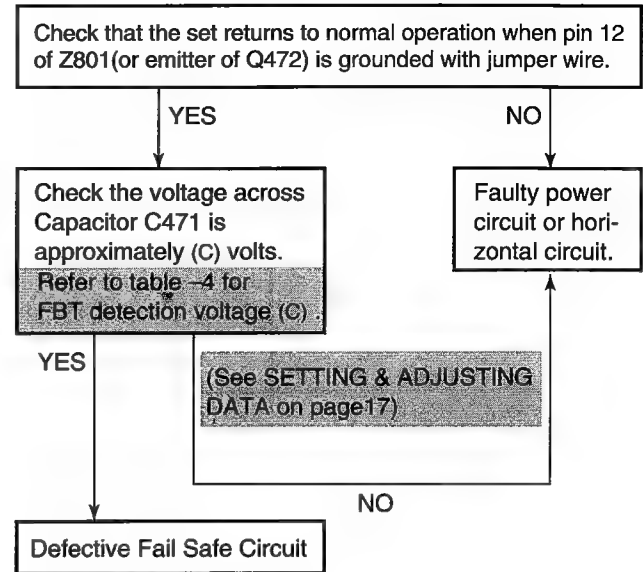 Check that the set returns to normal operation when pin 12
of Z801(or emitter of Q472) is grounded with jumper wire.
YES
NO
Check the voltage across
Capacitor C471 is
approximately (C) volts.
Refer to table –4 for
FBT detection voltage (C) .
Faulty power
circuit or hori-
zontal circuit.
YES
(See SETTING & ADJUSTING
DATA on page17)
NO
Defective Fail Safe Circuit